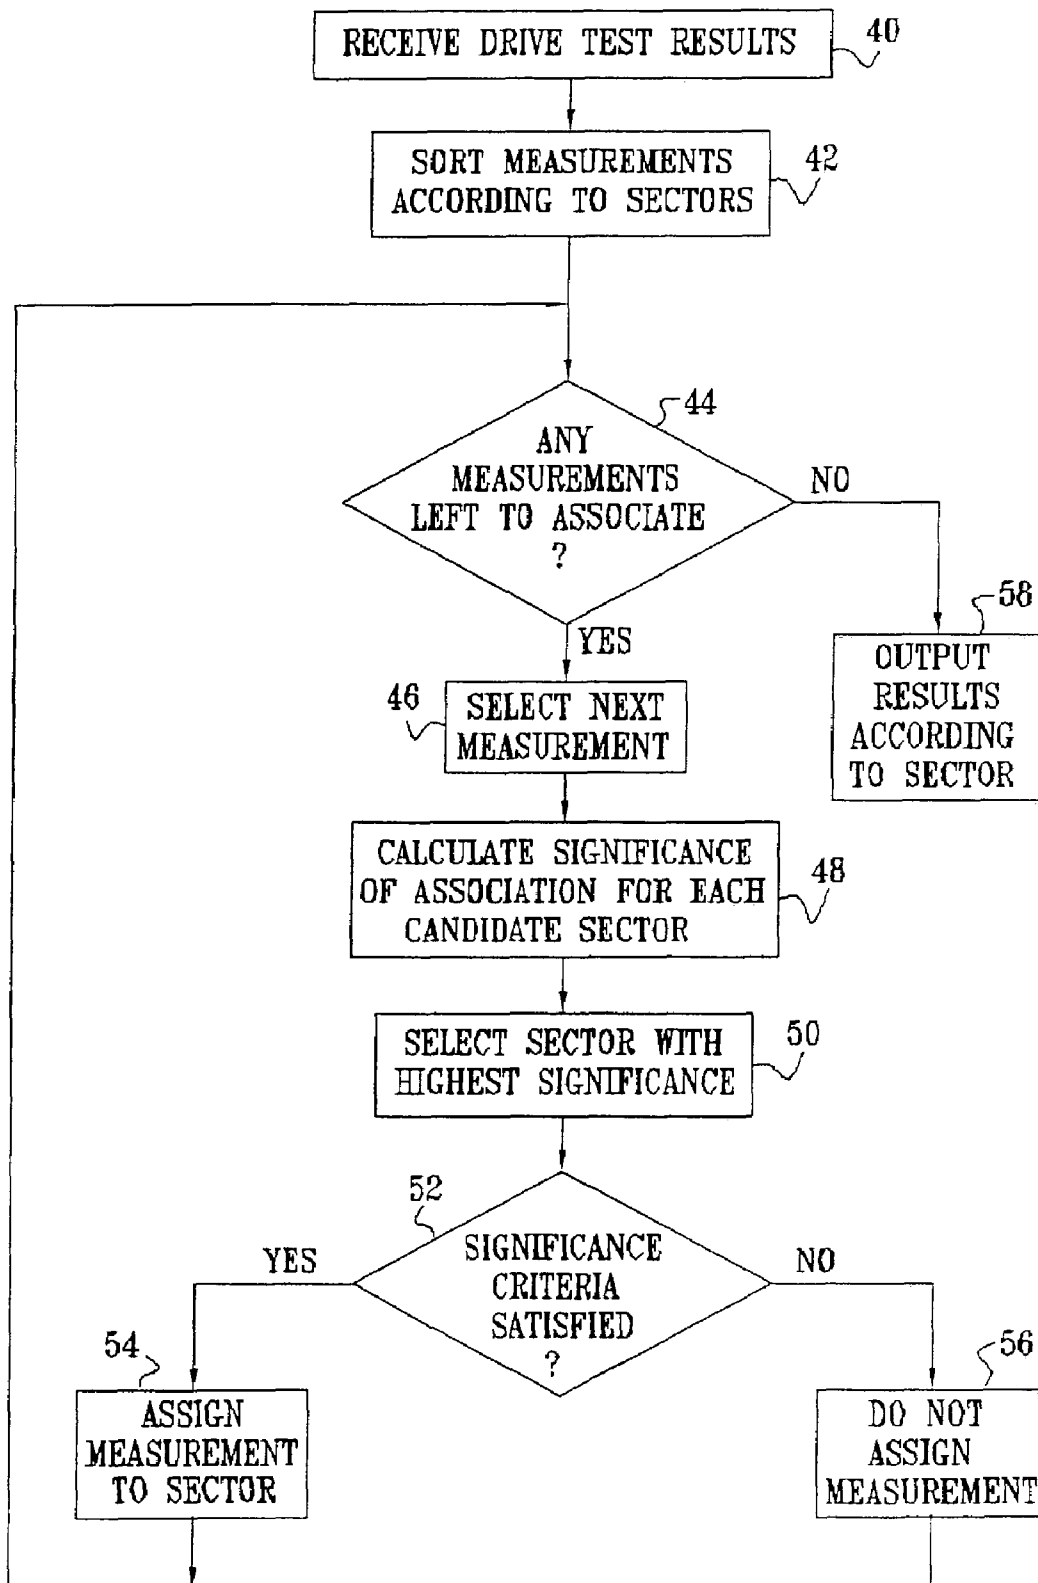 RECEIVE DRIVE TEST RESULTS
40
SORT MEASUREMENTS
ACCORDING TO SECTORS
42
44
ANY
MEASUREMENTS
LEFT TO ASSOCIATE
?
NO
YES
58
OUTPUT
RESULTS
ACCORDING
TO SECTOR
46
SELECT NEXT
MEASUREMENT
CALCULATE SIGNIFICANCE
OF ASSOCIATION FOR EACH
CANDIDATE SECTOR
48
SELECT SECTOR WITH
HIGHEST SIGNIFICANCE
50
52
SIGNIFICANCE
CRITERIA
SATISFIED
?
YES
NO
54
ASSIGN
MEASUREMENT
TO SECTOR
56
DO NOT
ASSIGN
MEASUREMENT